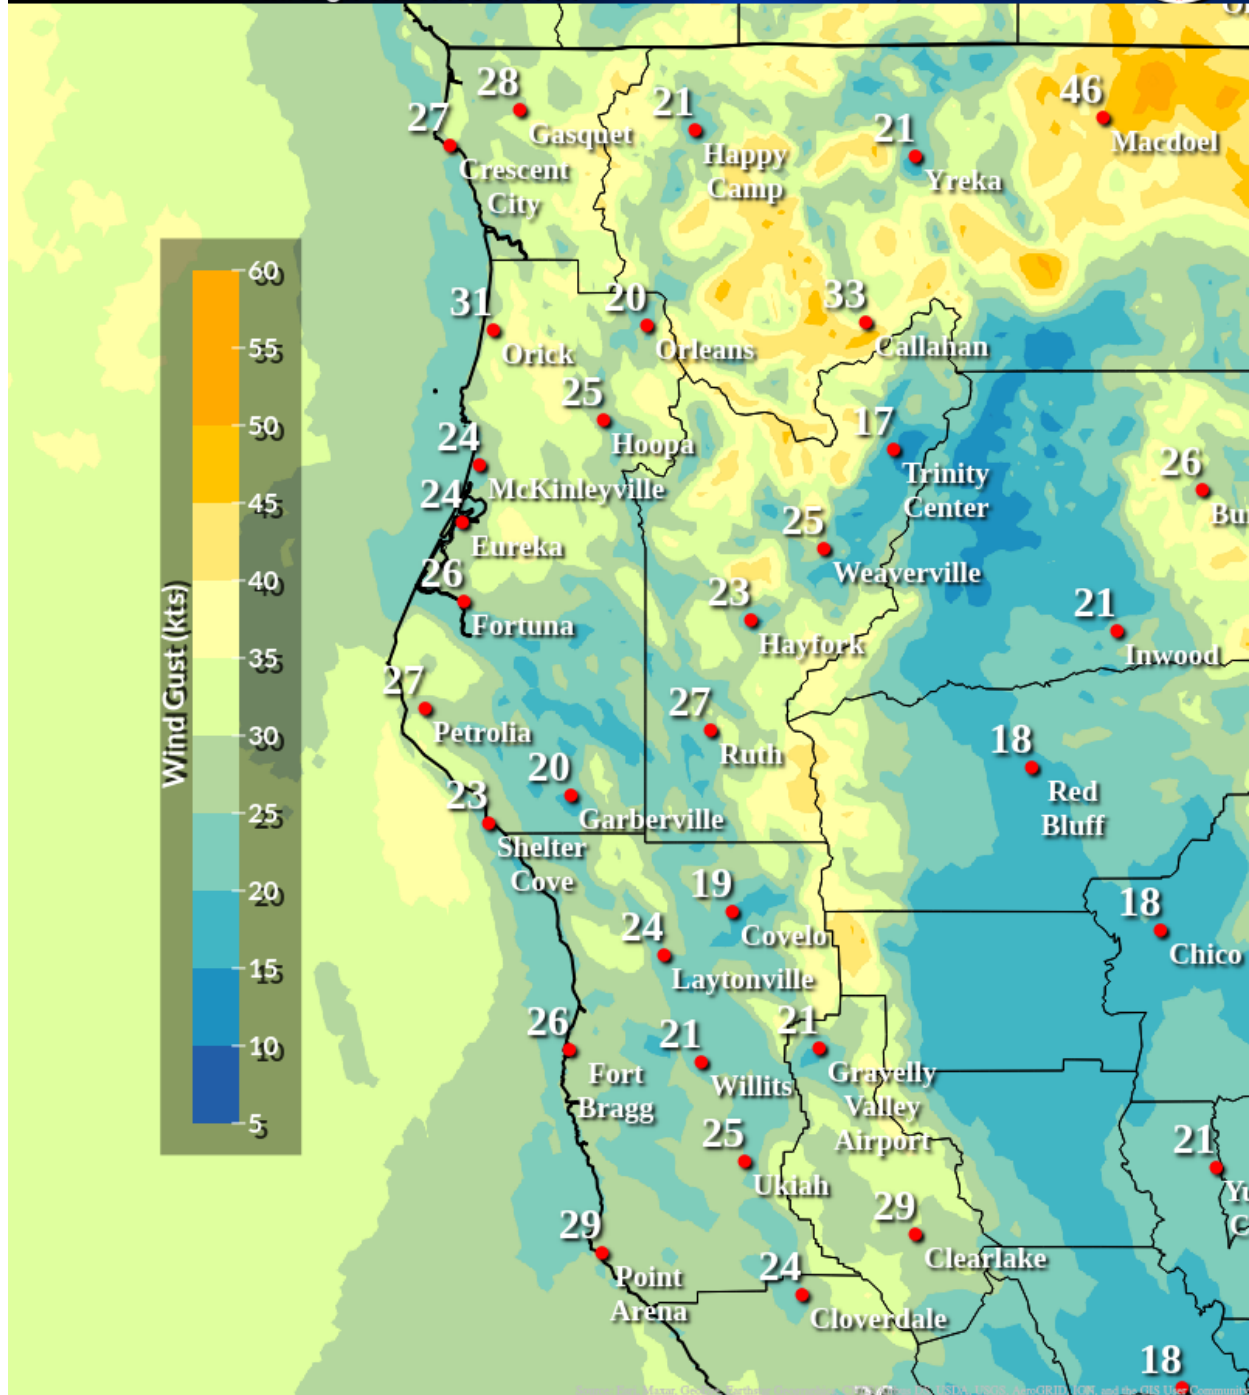 28
Gasquet
27
Crescent
City
21
Happy
Camp
21
Yreka
46
Macdoel
60
55
50
45
40
35
30
25
20
15
10
5
Wind Gust (kts)
31
Orick
20
Orleans
33
Callahan
25
Hoopa
24
McKinleyville
17
Trinity
Center
26
24
Eureka
25
Weaverville
26
Fortuna
23
Hayfork
21
Inwood
27
Petrolia
27
Ruth
18
Red
Bluff
20
Garberville
23
Shelter
Cove
19
Covelo
18
Chico
24
Laytonville
26
Fort
Bragg
21
Willits
21
Gravelly
Valley
Airport
25
Ukiah
21
29
Clearlake
29
Point
Arena
24
Cloverdale
18